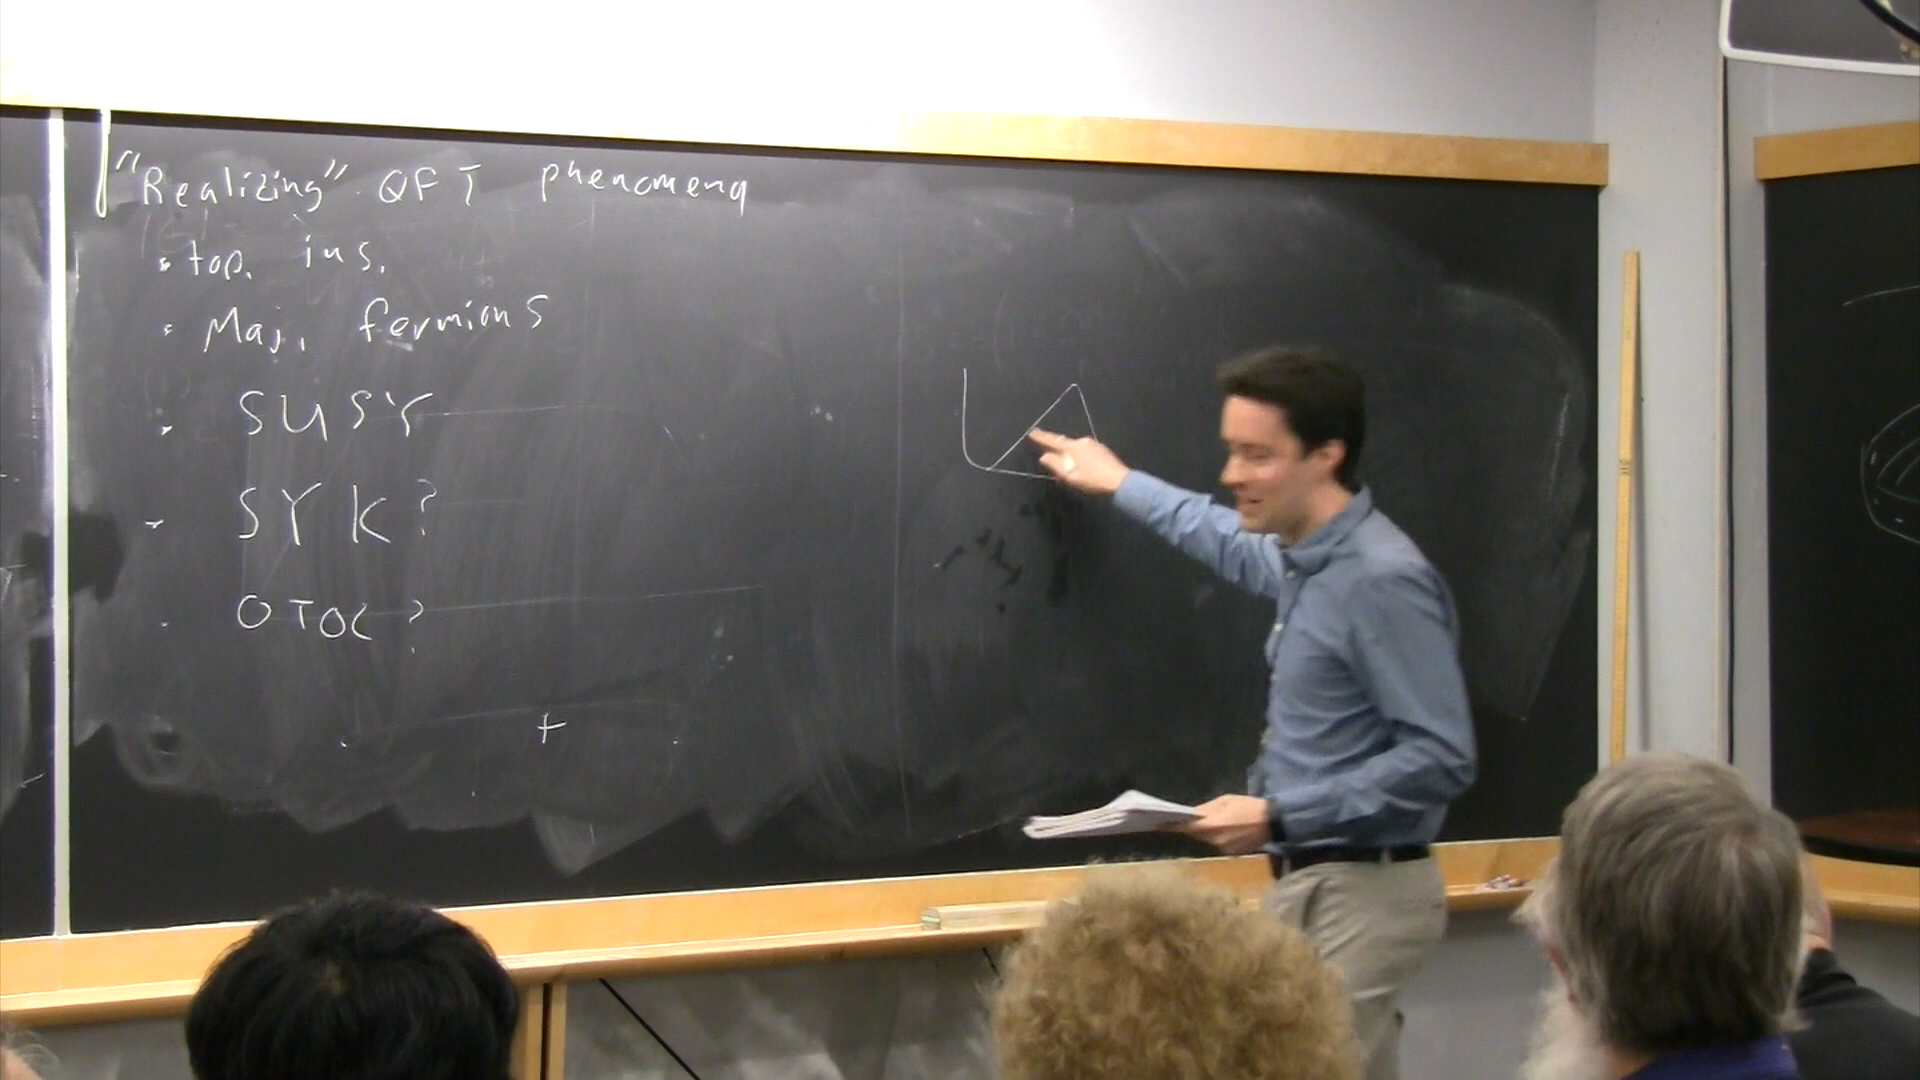 "Realizing" QFT phenomena
• top. ins.
• Maj. fermions
• SUSY
• SYK?
• OTOC?
+